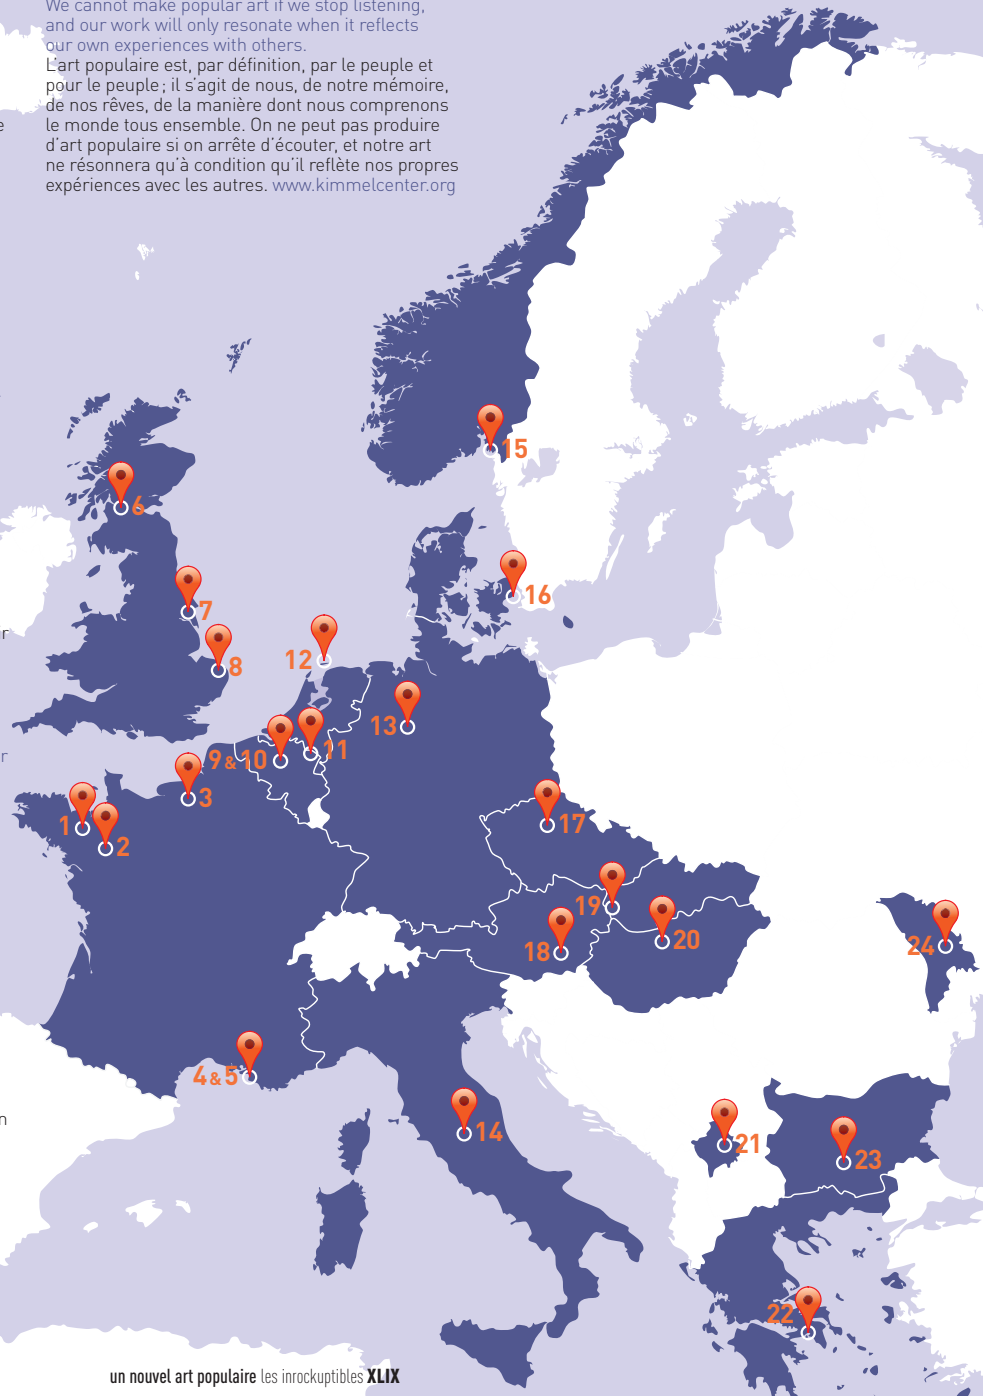 We cannot make popular art if we stop listening,
and our work will only resonate when it reflects
our own experiences with others.
L’art populaire est, par définition, par le peuple et
pour le peuple ; il s’agit de nous, de notre mémoire,
de nos rêves, de la manière dont nous comprenons
le monde tous ensemble. On ne peut pas produire
d’art populaire si on arrête d’écouter, et notre art
ne résonnera qu’à condition qu’il reflète nos propres
expériences avec les autres. www.kimmelcenter.org
15
6
16
7
12
8
13
11
9 & 10
3
1
2
17
19
20
18
24
4 & 5
14
21
23
22
un nouvel art populaire les inrockuptibles XLIX